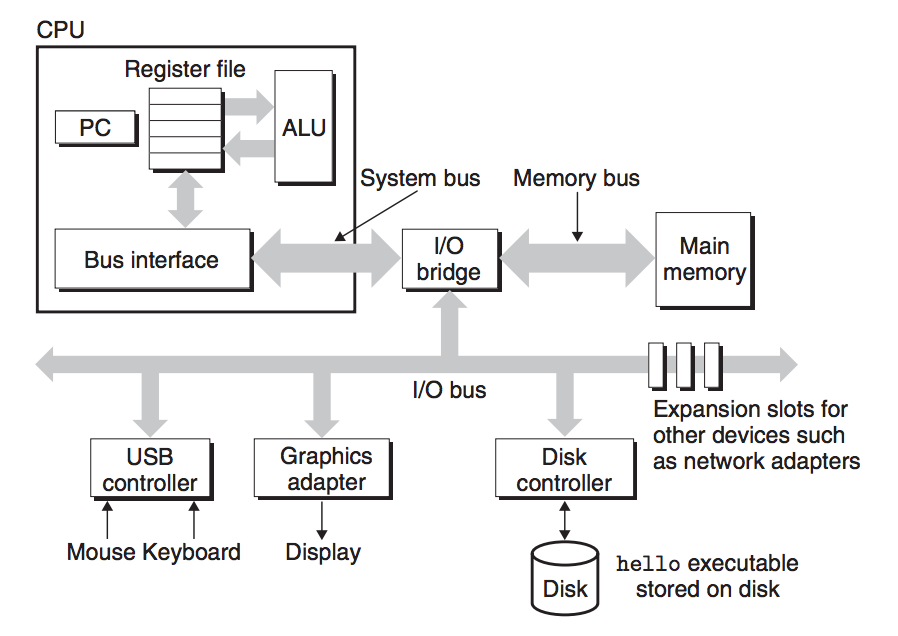 CPU
Register file
PC
ALU
System bus
Memory bus
Bus interface
I/O
bridge
Main
memory
I/O bus
Expansion slots for
other devices such
as network adapters
USB
controller
Graphics
adapter
Disk
controller
Mouse Keyboard
Display
Disk
hello executable
stored on disk